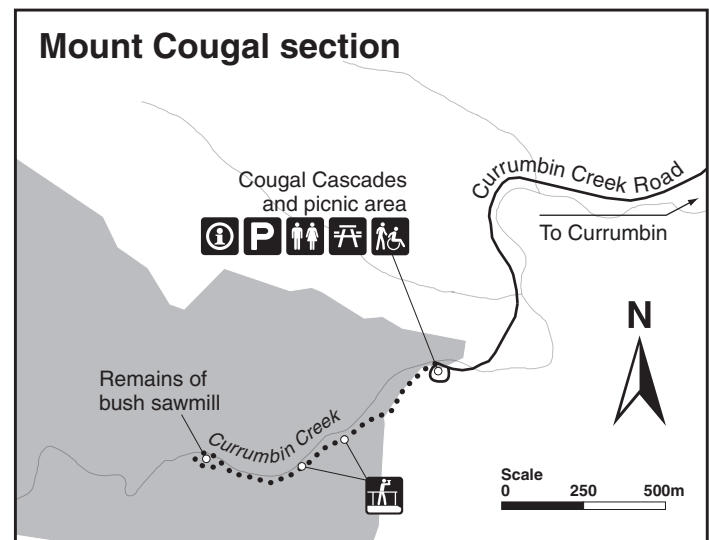 Mount Cougal section
Currumbin Creek Road
Cougal Cascades
and picnic area
i P
To Currumbin
N
Remains of
bush sawmill
Currumbin Creek
Scale
0 250 500m